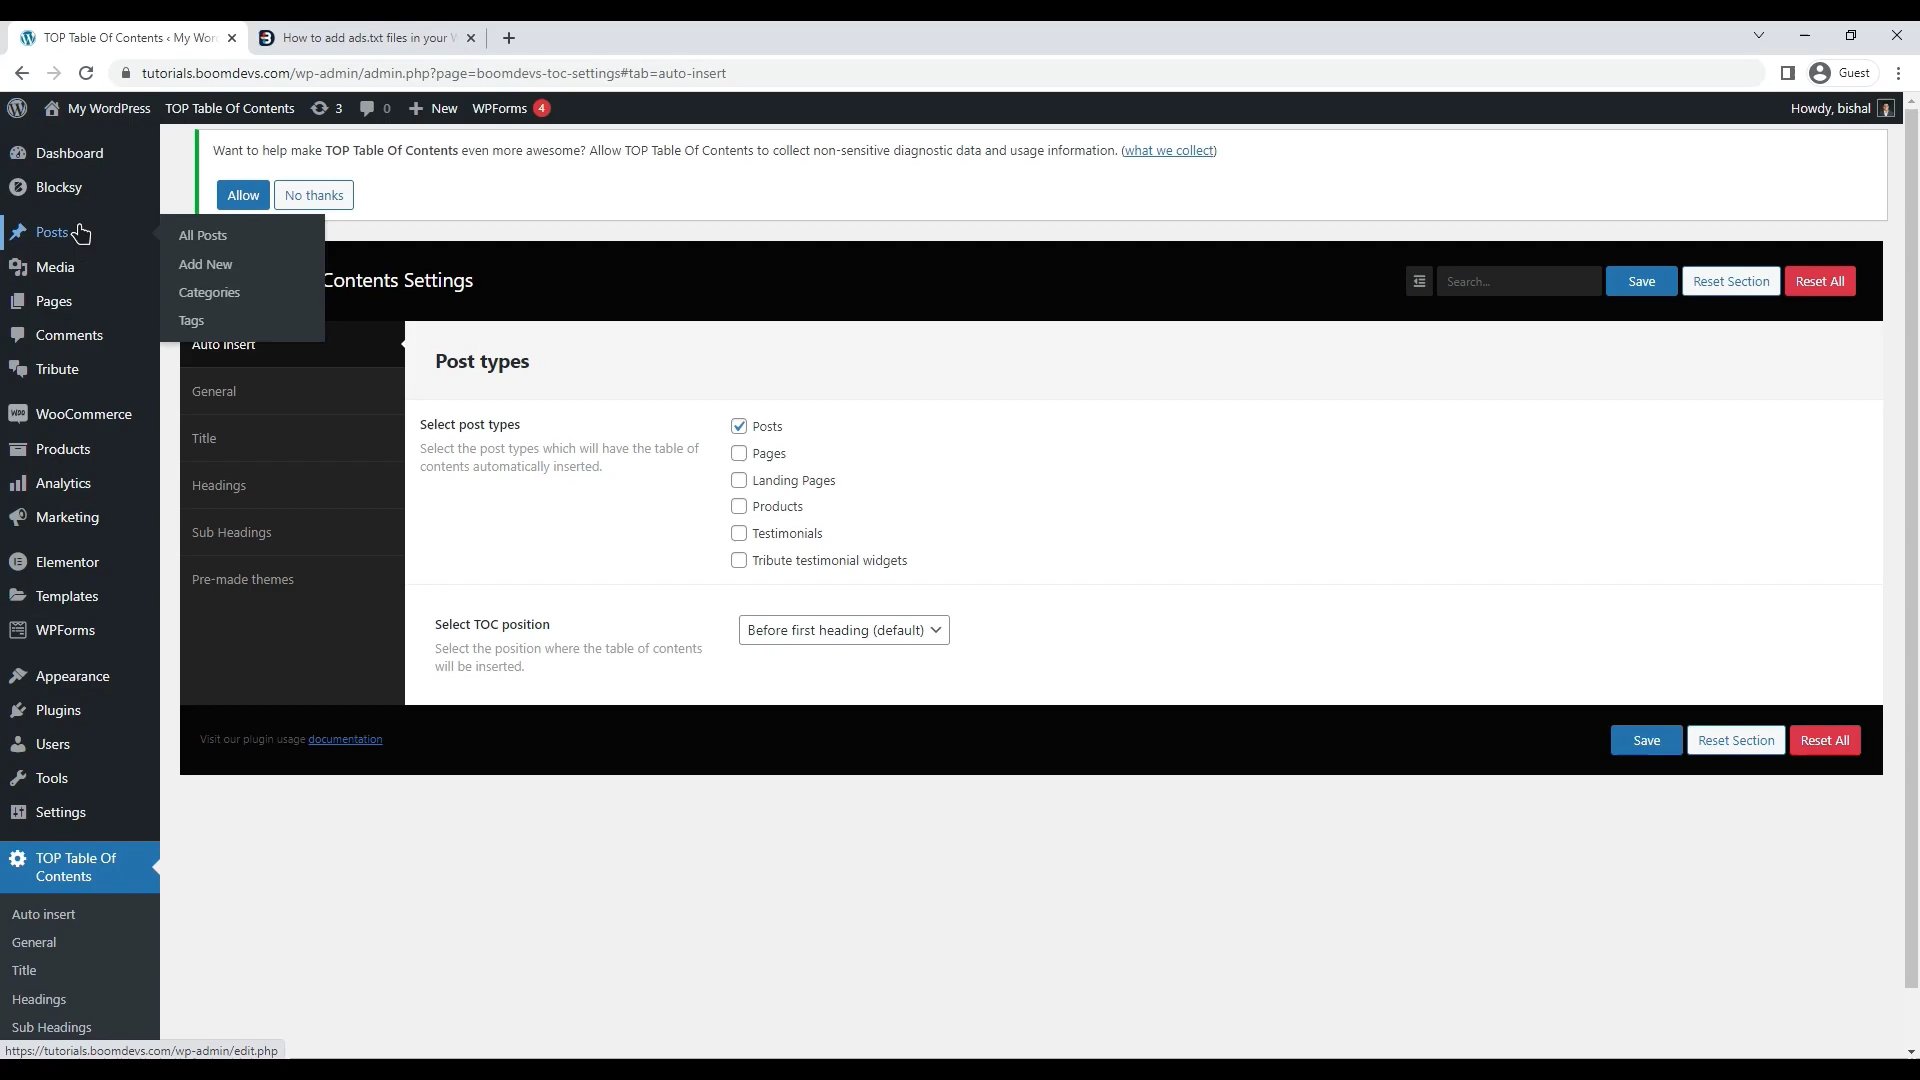 TOP Table Of Contents ‹ My Wor
How to add ads.txt files in your
tutorials.boomdevs.com/wp-admin/admin.php?page=boomdevs-toc-settings#tab=auto-insert
Guest
My WordPress
TOP Table Of Contents
3
0
New
WPForms
4
Howdy, bishal
Want to help make TOP Table Of Contents even more awesome? Allow TOP Table Of Contents to collect non-sensitive diagnostic data and usage information. (what we collect)
Allow
No thanks
Dashboard
Blocksy
Posts
Media
Pages
Comments
Tribute
WooCommerce
Products
Analytics
Marketing
Elementor
Templates
WPForms
Appearance
Plugins
Users
Tools
Settings
TOP Table Of
Contents
Auto insert
General
Title
Headings
Sub Headings
All Posts
Add New
Categories
Tags
Contents Settings
Search...
Save
Reset Section
Reset All
Auto insert
General
Title
Headings
Sub Headings
Pre-made themes
Post types
Select post types
Select the post types which will have the table of
contents automatically inserted.
Posts
Pages
Landing Pages
Products
Testimonials
Tribute testimonial widgets
Select TOC position
Select the position where the table of contents
will be inserted.
Before first heading (default)
Visit our plugin usage documentation
Save
Reset Section
Reset All
https://tutorials.boomdevs.com/wp-admin/edit.php